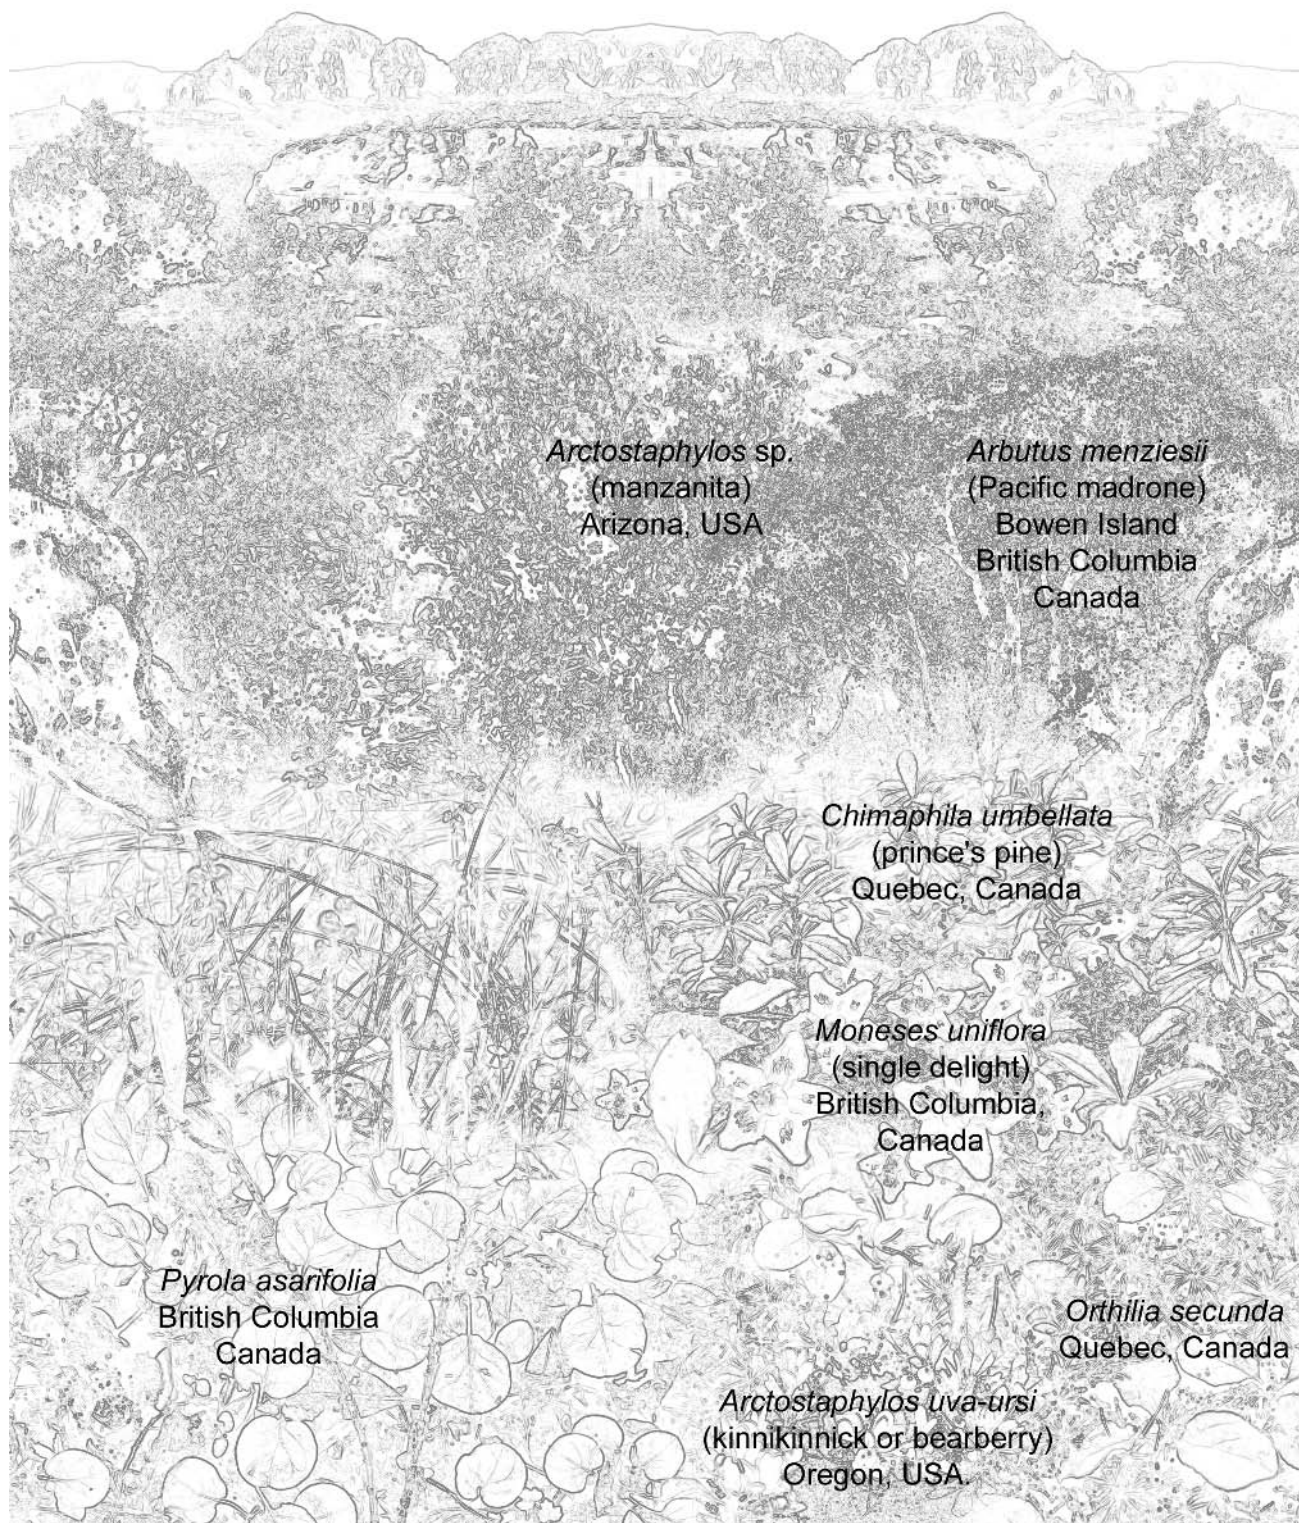 Arctostaphylos sp.
(manzanita)
Arizona, USA
Arbutus menziesii
(Pacific madrone)
Bowen Island
British Columbia
Canada
Chimaphila umbellata
(prince's pine)
Quebec, Canada
Moneses uniflora
(single delight)
British Columbia,
Canada
Pyrola asarifolia
British Columbia
Canada
Orthilia secunda
Quebec, Canada
Arctostaphylos uva-ursi
(kinnikinnick or bearberry)
Oregon, USA.